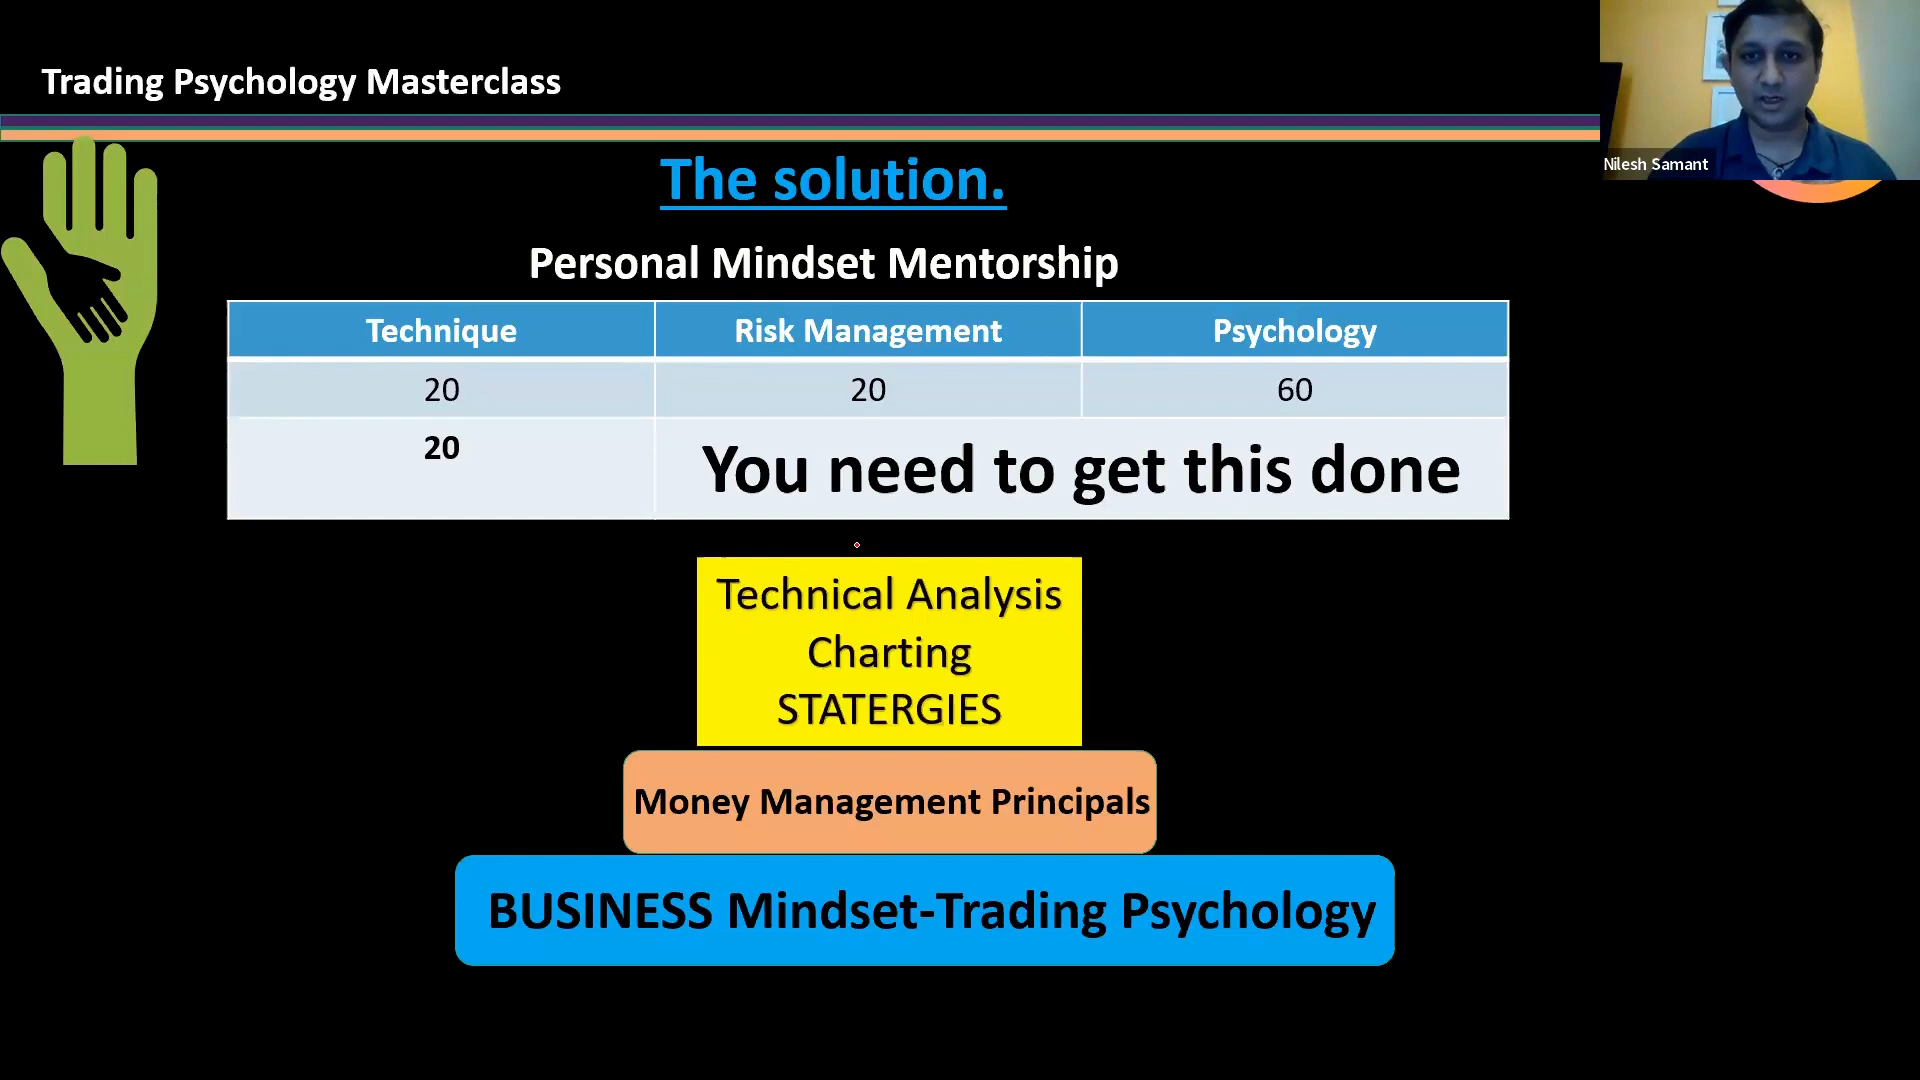 Trading Psychology Masterclass
Nilesh Samant
The solution.
Personal Mindset Mentorship
Technique Risk Management Psychology
20 20 60
20 You need to get this done
Technical Analysis
Charting
STATERGIES
Money Management Principals
BUSINESS Mindset-Trading Psychology